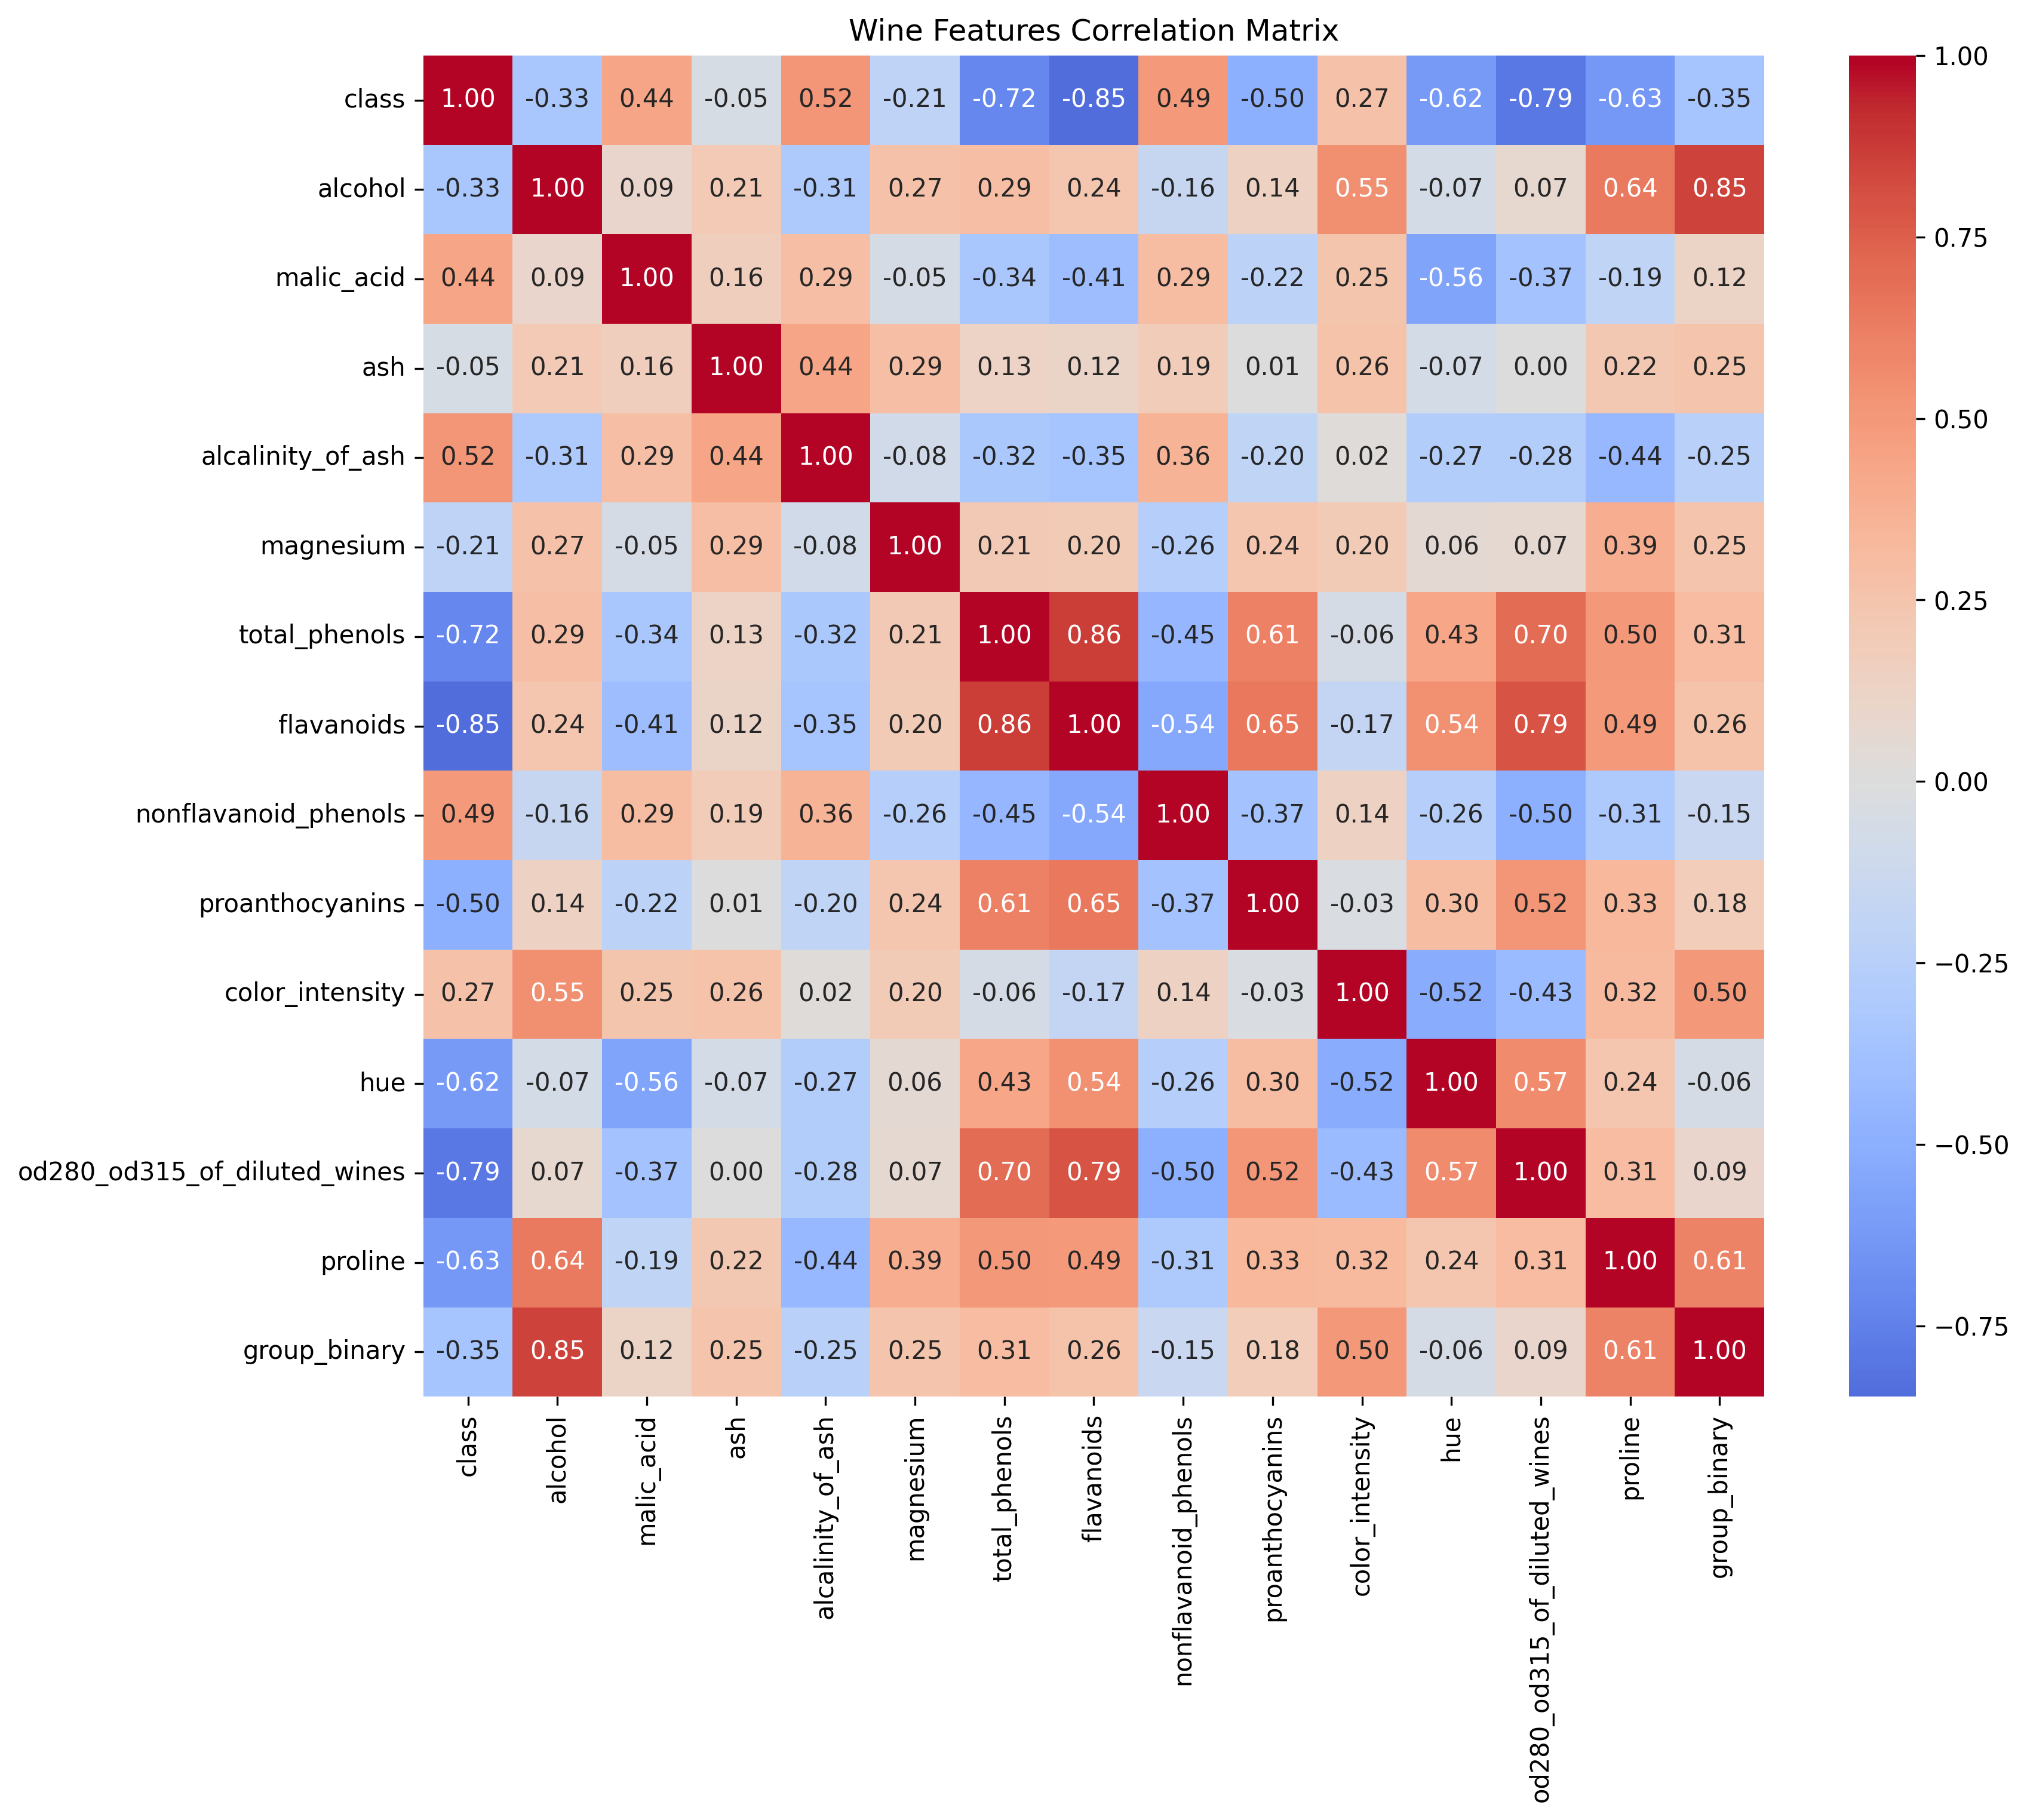 Wine Features Correlation Matrix
class 1.00 -0.33 0.44 -0.05 0.52 -0.21 -0.72 -0.85 0.49 -0.50 0.27 -0.62 -0.79 -0.63 -0.35
alcohol -0.33 1.00 0.09 0.21 -0.31 0.27 0.29 0.24 -0.16 0.14 0.55 -0.07 0.07 0.64 0.85
malic_acid 0.44 0.09 1.00 0.16 0.29 -0.05 -0.34 -0.41 0.29 -0.22 0.25 -0.56 -0.37 -0.19 0.12
ash -0.05 0.21 0.16 1.00 0.44 0.29 0.13 0.12 0.19 0.01 0.26 -0.07 0.00 0.22 0.25
alcalinity_of_ash 0.52 -0.31 0.29 0.44 1.00 -0.08 -0.32 -0.35 0.36 -0.20 0.02 -0.27 -0.28 -0.44 -0.25
magnesium -0.21 0.27 -0.05 0.29 -0.08 1.00 0.21 0.20 -0.26 0.24 0.20 0.06 0.07 0.39 0.25
total_phenols -0.72 0.29 -0.34 0.13 -0.32 0.21 1.00 0.86 -0.45 0.61 -0.06 0.43 0.70 0.50 0.31
flavanoids -0.85 0.24 -0.41 0.12 -0.35 0.20 0.86 1.00 -0.54 0.65 -0.17 0.54 0.79 0.49 0.26
nonflavanoid_phenols 0.49 -0.16 0.29 0.19 0.36 -0.26 -0.45 -0.54 1.00 -0.37 0.14 -0.26 -0.50 -0.31 -0.15
proanthocyanins -0.50 0.14 -0.22 0.01 -0.20 0.24 0.61 0.65 -0.37 1.00 -0.03 0.30 0.52 0.33 0.18
color_intensity 0.27 0.55 0.25 0.26 0.02 0.20 -0.06 -0.17 0.14 -0.03 1.00 -0.52 -0.43 0.32 0.50
hue -0.62 -0.07 -0.56 -0.07 -0.27 0.06 0.43 0.54 -0.26 0.30 -0.52 1.00 0.57 0.24 -0.06
od280_od315_of_diluted_wines -0.79 0.07 -0.37 0.00 -0.28 0.07 0.70 0.79 -0.50 0.52 -0.43 0.57 1.00 0.31 0.09
proline -0.63 0.64 -0.19 0.22 -0.44 0.39 0.50 0.49 -0.31 0.33 0.32 0.24 0.31 1.00 0.61
group_binary -0.35 0.85 0.12 0.25 -0.25 0.25 0.31 0.26 -0.15 0.18 0.50 -0.06 0.09 0.61 1.00
class
alcohol
malic_acid
ash
alcalinity_of_ash
magnesium
total_phenols
flavanoids
nonflavanoid_phenols
proanthocyanins
color_intensity
hue
od280_od315_of_diluted_wines
proline
group_binary
1.00
0.75
0.50
0.25
0.00
−0.25
−0.50
−0.75